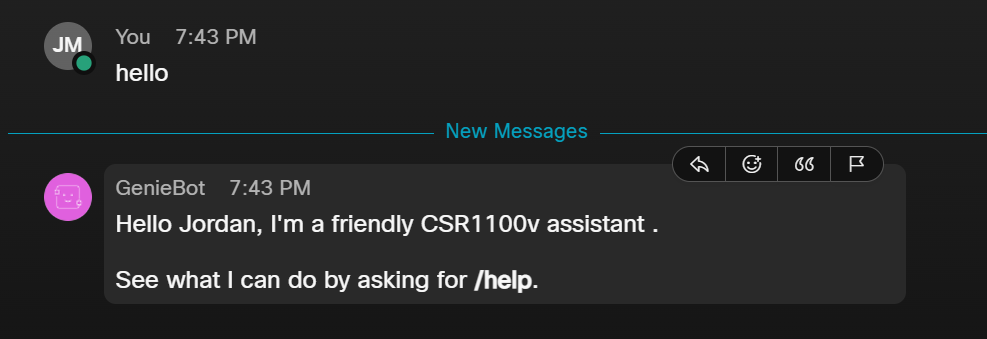 JM
You 7:43 PM
hello
New Messages
GenieBot 7:43 PM
Hello Jordan, I'm a friendly CSR1100v assistant .
See what I can do by asking for /help.